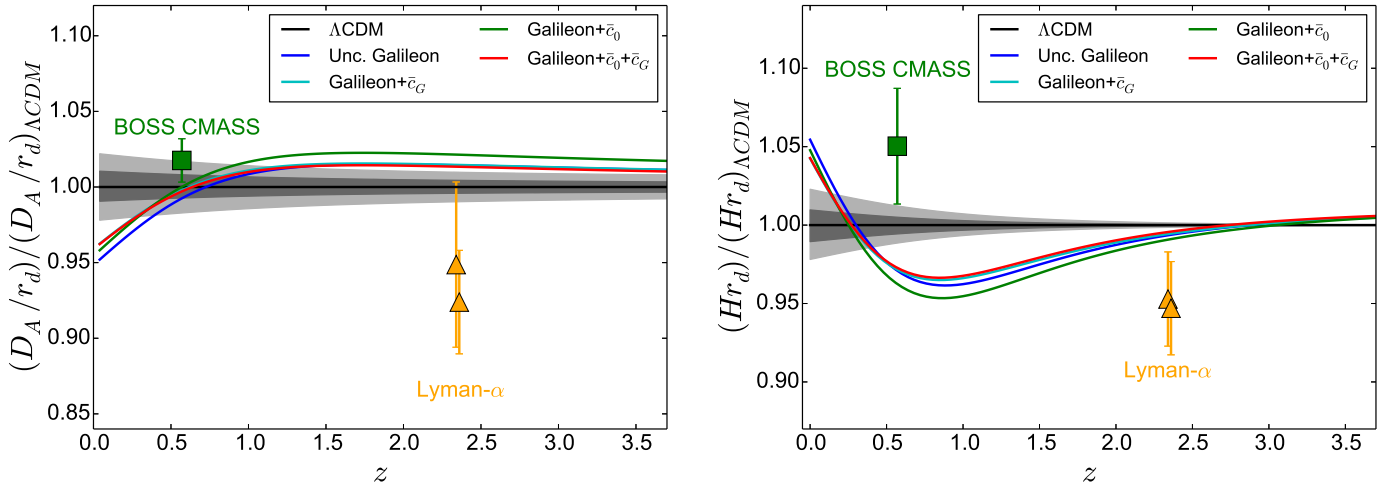 (D_A/r_d)/(D_A/r_d)_{ΛCDM}
1.10
1.05
1.00
0.95
0.90
0.85
0.0 0.5 1.0 1.5 2.0 2.5 3.0 3.5
z
ΛCDM
Unc. Galileon
Galileon+c̄_G
Galileon+c̄_0
Galileon+c̄_0+c̄_G
BOSS CMASS
Lyman-α
(Hr_d)/(Hr_d)_{ΛCDM}
1.10
1.05
1.00
0.95
0.90
0.0 0.5 1.0 1.5 2.0 2.5 3.0 3.5
z
ΛCDM
Unc. Galileon
Galileon+c̄_G
Galileon+c̄_0
Galileon+c̄_0+c̄_G
BOSS CMASS
Lyman-α